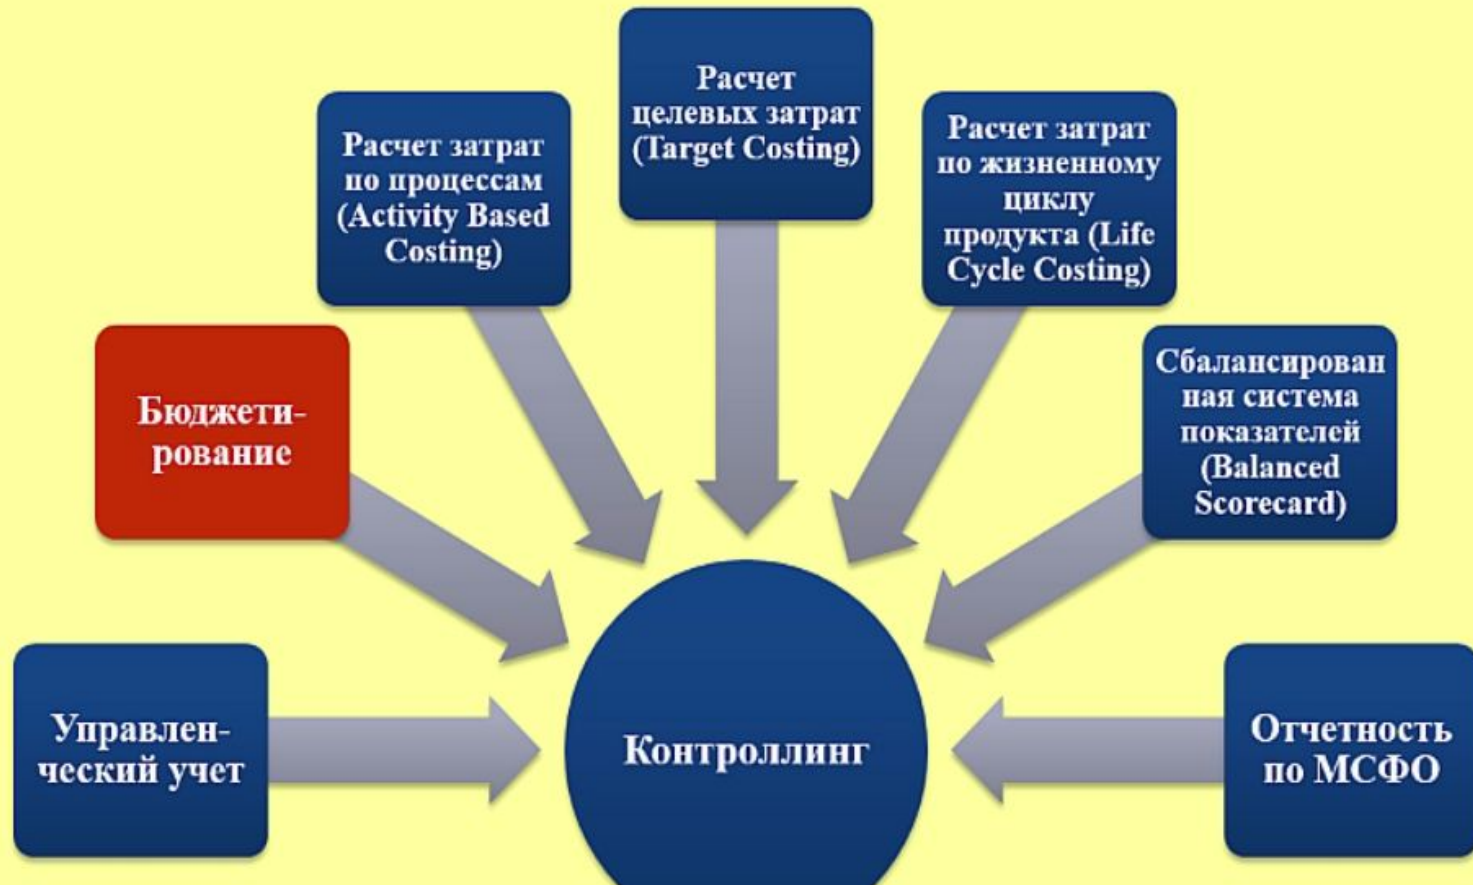 Управлен-
ческий учет
Бюджети-
рование
Расчет затрат
по процессам
(Activity Based
Costing)
Расчет
целевых затрат
(Target Costing)
Расчет затрат
по жизненному
циклу
продукта (Life
Cycle Costing)
Сбалансирован
ная система
показателей
(Balanced
Scorecard)
Отчетность
по МСФО
Контроллинг